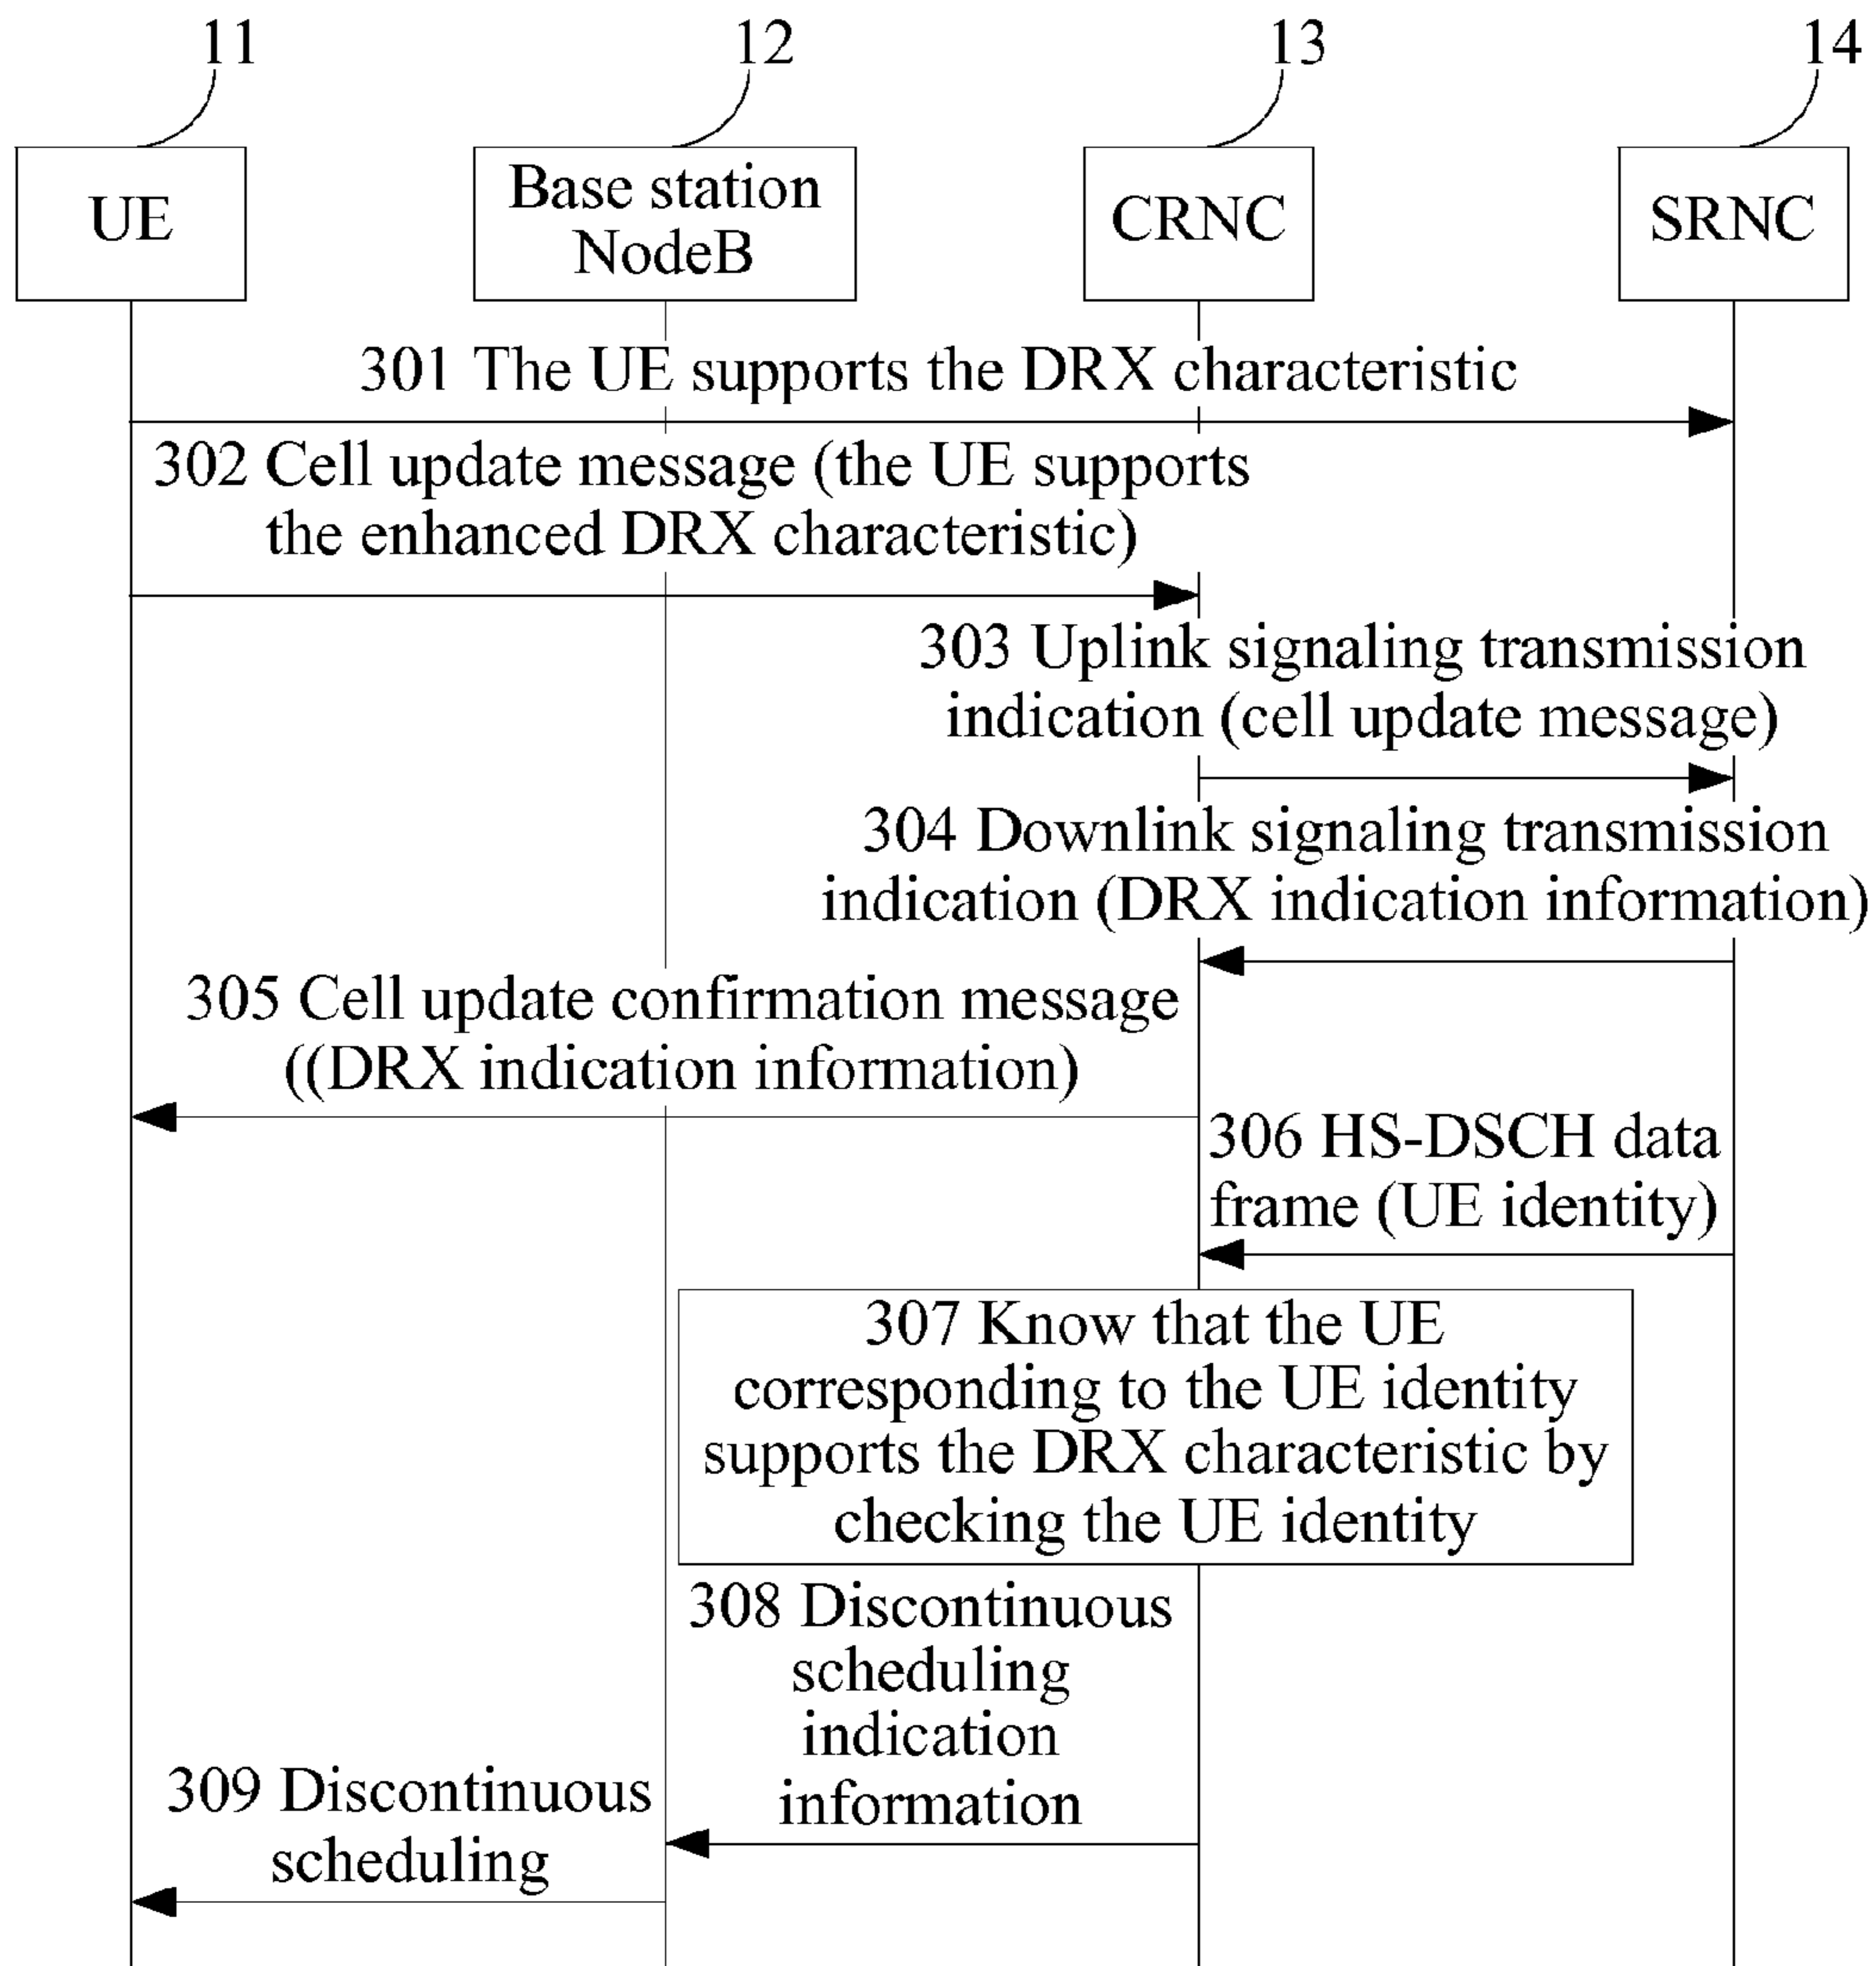 11
12
13
14
UE
Base station
NodeB
CRNC
SRNC
301 The UE supports the DRX characteristic
302 Cell update message (the UE supports
the enhanced DRX characteristic)
303 Uplink signaling transmission
indication (cell update message)
304 Downlink signaling transmission
indication (DRX indication information)
305 Cell update confirmation message
((DRX indication information)
306 HS-DSCH data
frame (UE identity)
307 Know that the UE
corresponding to the UE identity
supports the DRX characteristic by
checking the UE identity
308 Discontinuous
scheduling
indication
information
309 Discontinuous
scheduling